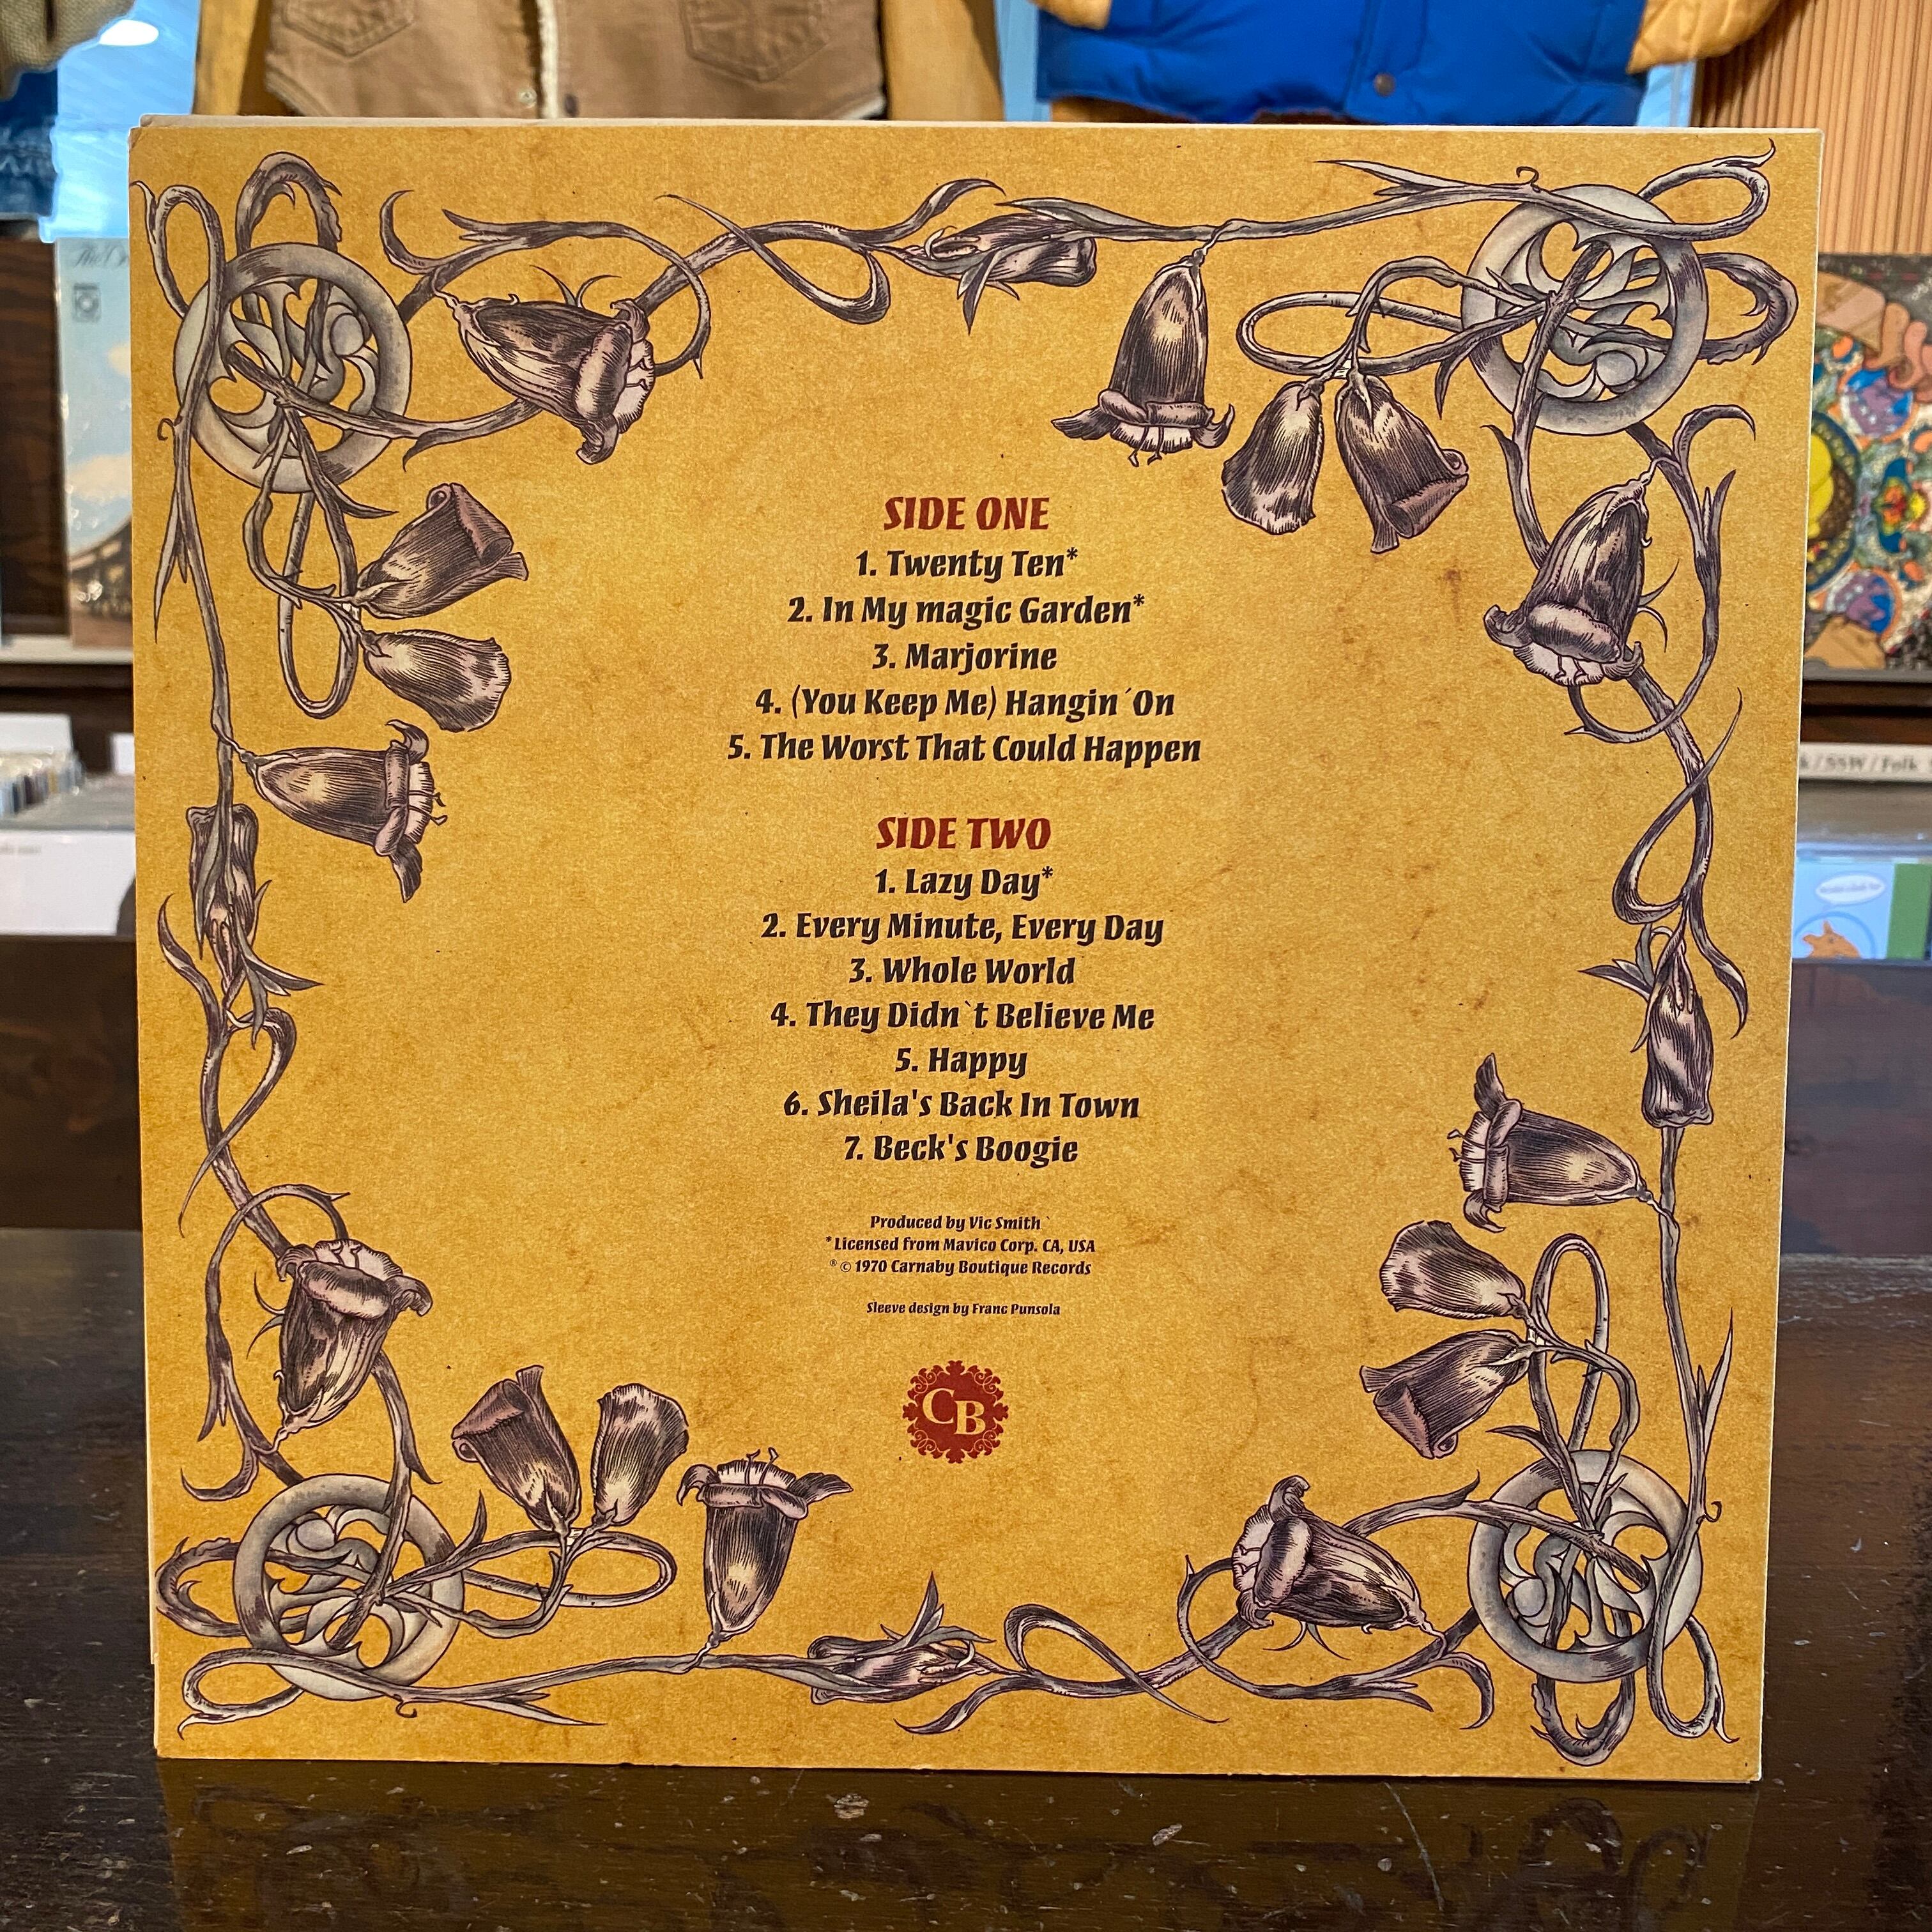 SIDE ONE
1. Twenty Ten*
2. In My magic Garden*
3. Marjorine
4. (You Keep Me) Hangin´On
5. The Worst That Could Happen
SIDE TWO
1. Lazy Day*
2. Every Minute, Every Day
3. Whole World
4. They Didn`t Believe Me
5. Happy
6. Sheila's Back In Town
7. Beck's Boogie
Produced by Vic Smith`
*Licensed from Mavico Corp. CA, USA
® © 1970 Carnaby Boutique Records
Sleeve design by Franc Punsola
CB
/ SSW / Folk